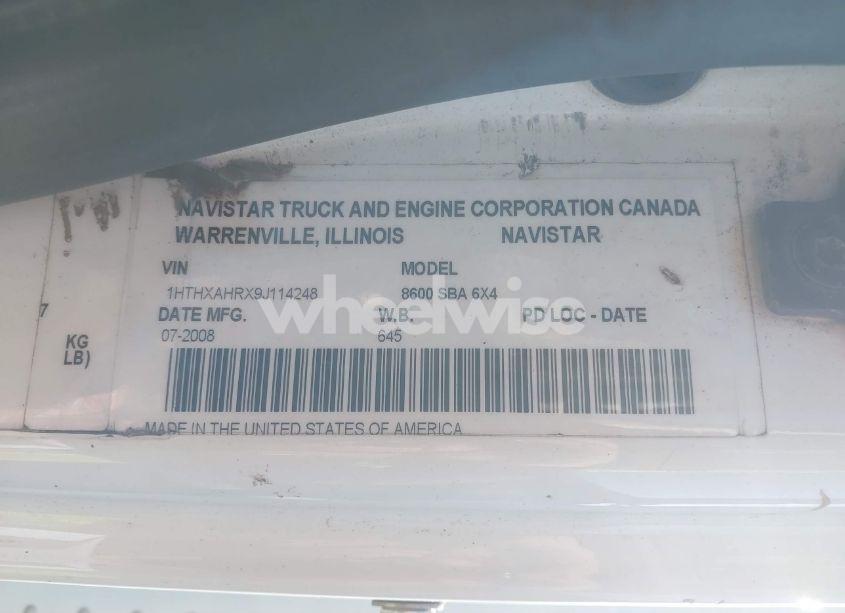 NAVISTAR TRUCK AND ENGINE CORPORATION CANADA
WARRENVILLE, ILLINOIS NAVISTAR
VIN MODEL
1HTHXAHRX9J114248 8600 SBA 6X4
wheelwise
DATE MFG. W.B. PD LOC - DATE
07-2008 645
7
KG
LB)
MADE IN THE UNITED STATES OF AMERICA